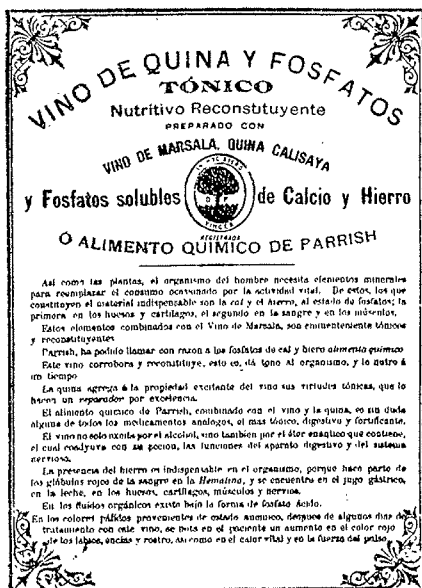 VINO DE QUINA Y FOSFATOS
TÓNICO
Nutritivo Reconstituyente
PREPARADO CON
VINO DE MARSALA, QUINA CALISAYA
y Fosfatos solubles de Calcio y Hierro
VINCES
REGISTRADA
Ó ALIMENTO QUIMICO DE PARRISH
Asi como las plantas, el organismo del hombre necesita elementos minerales
para reemplazar el consumo ocasionado por la actividad vital. De estos, los que
constituyen el material indispensable son la cal y el hierro, al estado de fosfatos; la
primera en los huesos y cartilagos, el segundo en la sangre y en los músculos.
Estos elementos combinados con el Vino de Marsala, son eminentemente tónicos
y reconstituyentes
Parrish, ha podido llamar con razon a los fosfatos de cal y hierro alimento quimico
Este vino corrobora y reconstituye, esto es, dá tono al organismo, y lo nutre á
un tiempo
La quina agrega á la propiedad excitante del vino sus virtudes tónicas, que lo
hacen un reparador por excelencia.
El alimento quimico de Parrish, combinado con el vino y la quina, es sin duda
alguna de todos los medicamentos analogos, el mas tónico, digestivo y fortificante.
El vino no solo excita por el alcohol, sino tambien por el éter enántico que contiene,
el cual coadyuva con su accion, las funciones del aparato digestivo y del sistema
nervioso.
La presencia del hierro es indispensable en el organismo, porque hace parte de
los glóbulos rojos de la sangre en la Hematina, y se encuentra en el jugo gástrico,
en la leche, en los huesos, cartilagos, músculos y nervios.
En los fluidos orgánicos existe bajo la forma de fosfato ácido.
En los colores pálidos provenientes de estado anemico, despues de algunos dias de
tratamiento con este vino, se nota en el paciente un aumento en el color rojo
de los labios, encias y rostro, asi como en el calor vital y en la fuerza del pulso.